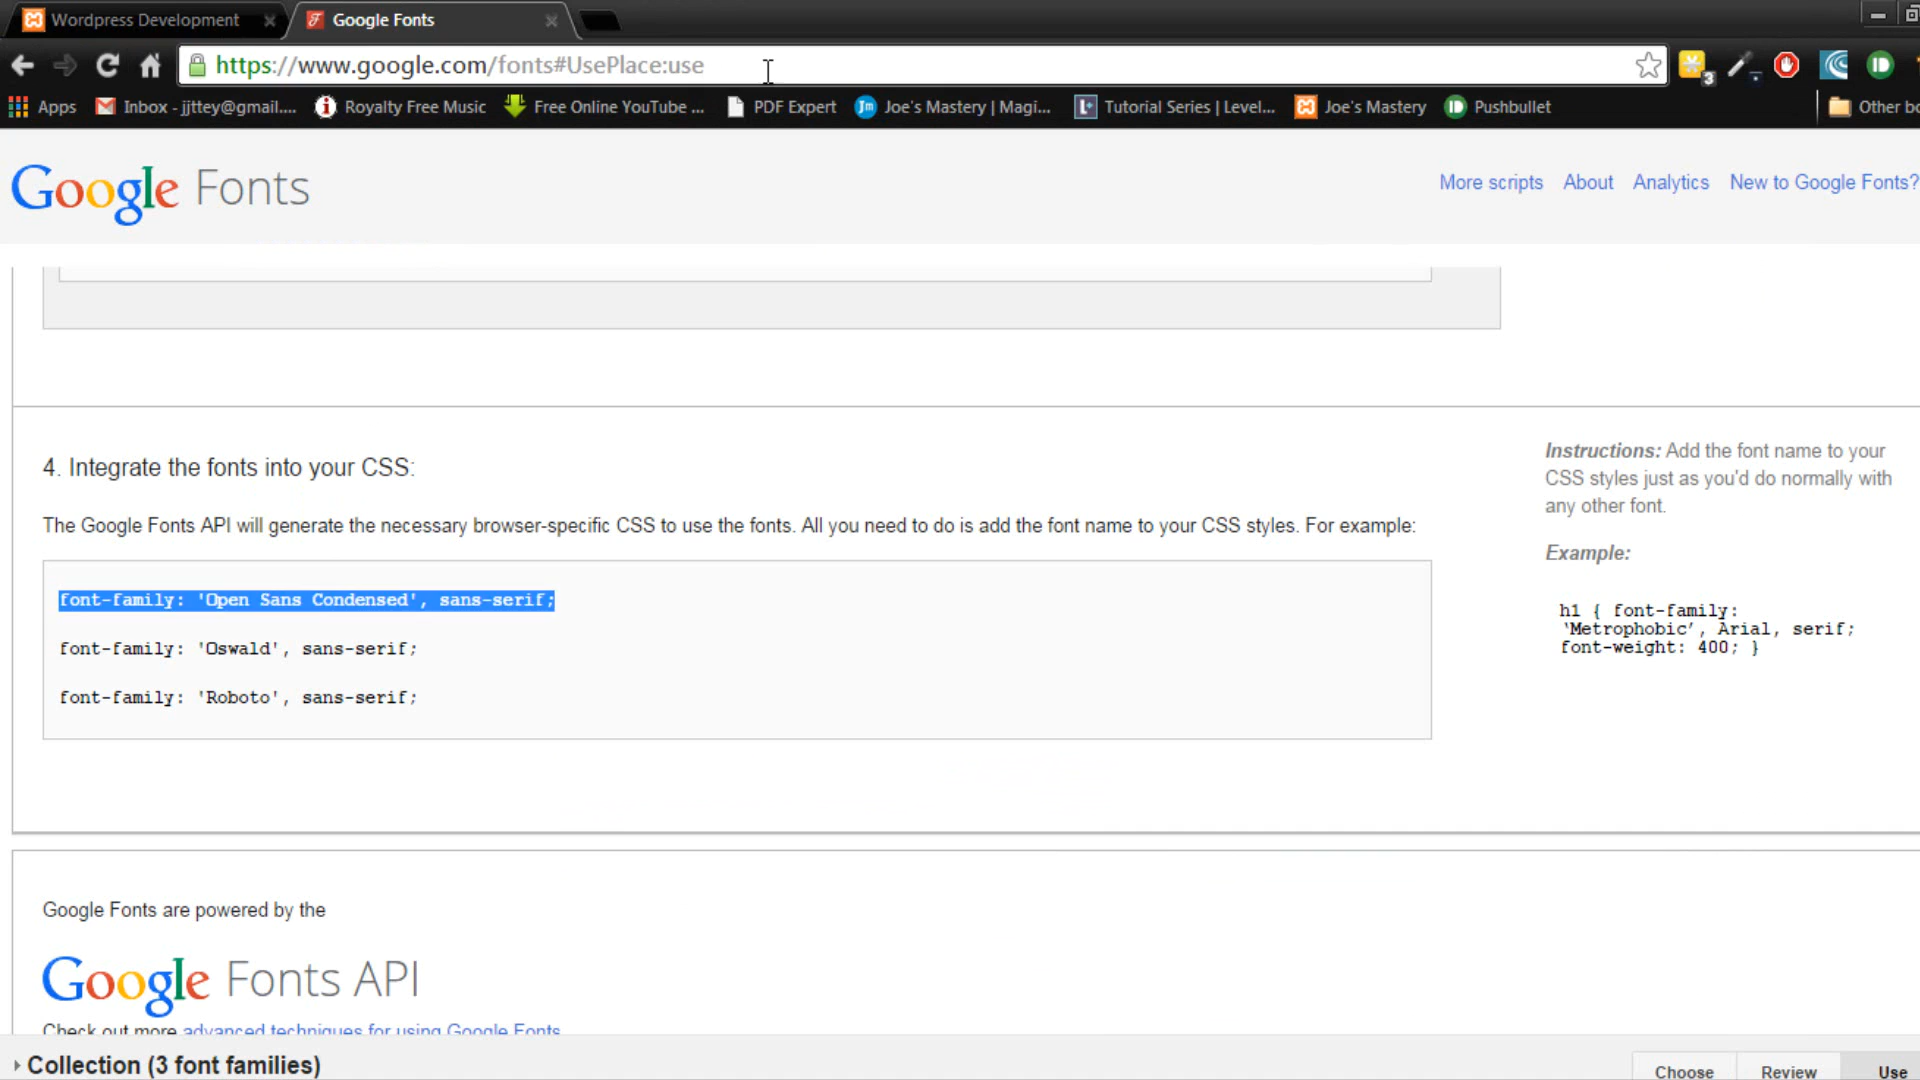 Wordpress Development
Google Fonts
https://www.google.com/fonts#UsePlace:use
3
Apps
Inbox - jjttey@gmail....
Royalty Free Music
Free Online YouTube ...
PDF Expert
Jm
Joe's Mastery | Magi...
Tutorial Series | Level...
Joe's Mastery
Pushbullet
Other bo
Google Fonts
More scripts
About
Analytics
New to Google Fonts?
4. Integrate the fonts into your CSS:
The Google Fonts API will generate the necessary browser-specific CSS to use the fonts. All you need to do is add the font name to your CSS styles. For example:
font-family: 'Open Sans Condensed', sans-serif;
font-family: 'Oswald', sans-serif;
font-family: 'Roboto', sans-serif;
Instructions: Add the font name to your
CSS styles just as you'd do normally with
any other font.
Example:
h1 { font-family:
‘Metrophobic’, Arial, serif;
font-weight: 400; }
Google Fonts are powered by the
Google Fonts API
Check out more advanced techniques for using Google Fonts
Collection (3 font families)
Choose
Review
Use